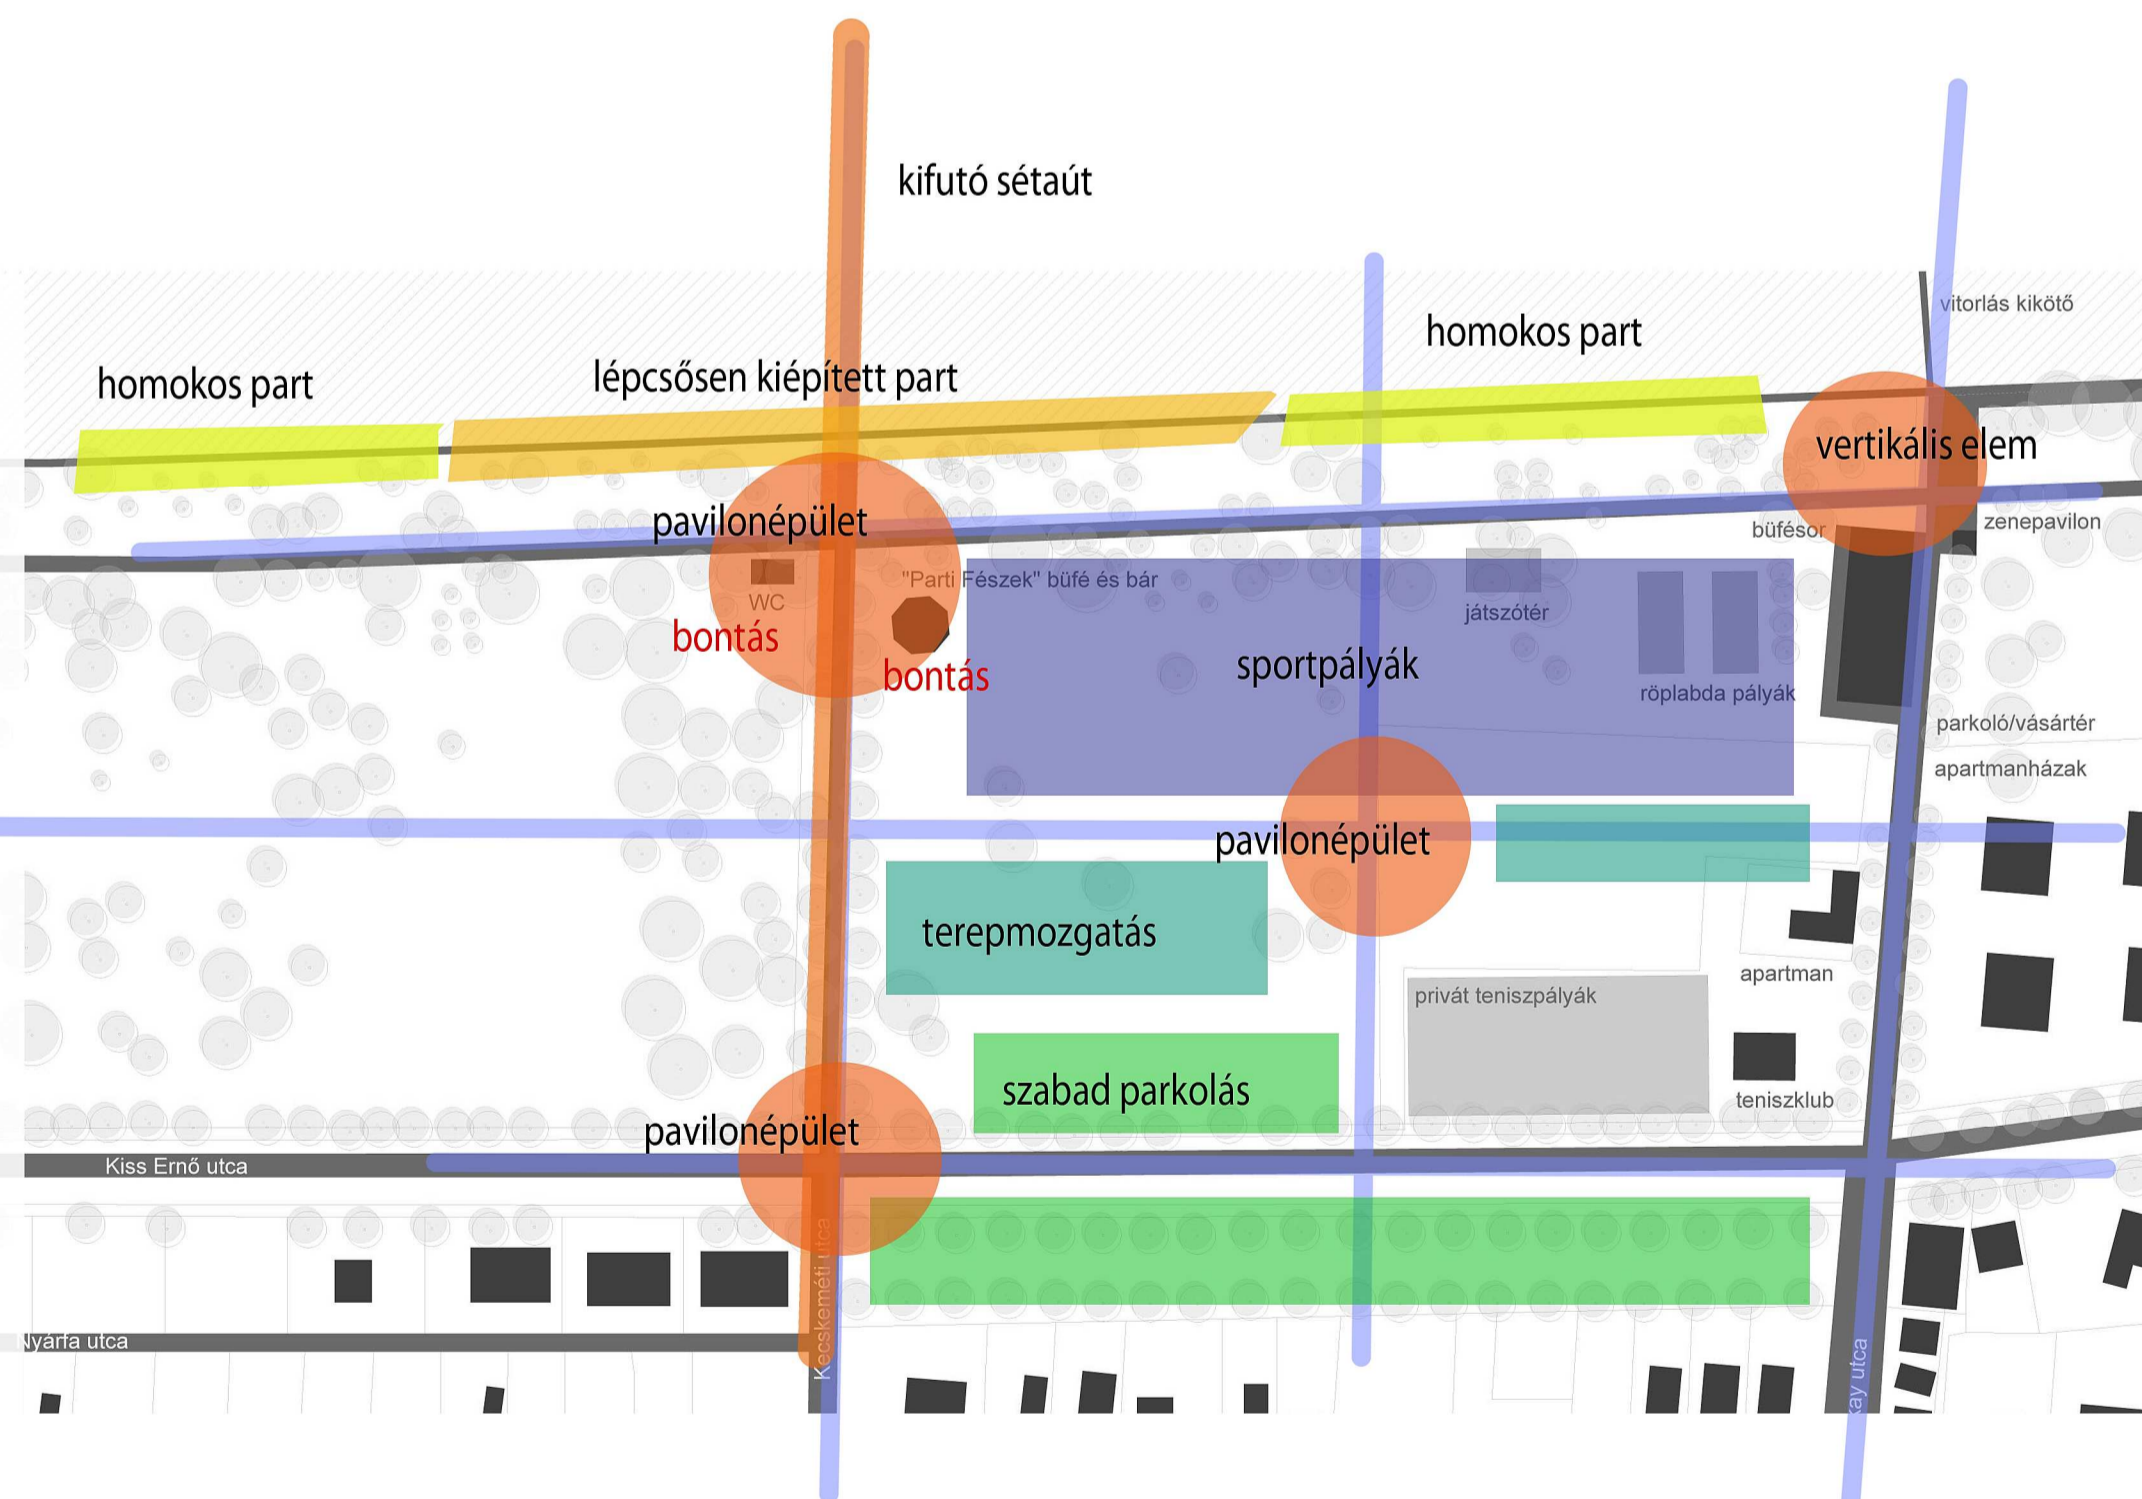 kifutó sétaút
vitorlás kikötő
homokos part
homokos part
lépcsősen kiépített part
vertikális elem
pavilonépület
büfésor
zenepavilon
"Parti Fészek" büfé és bár
WC
játszótér
bontás
bontás
sportpályák
röplabda pályák
parkoló/vásártér
apartmanházak
pavilonépület
terepmozgatás
apartman
privát teniszpályák
szabad parkolás
teniszklub
pavilonépület
Kiss Ernő utca
Kecskeméti utca
Nyárfa utca
kay utca